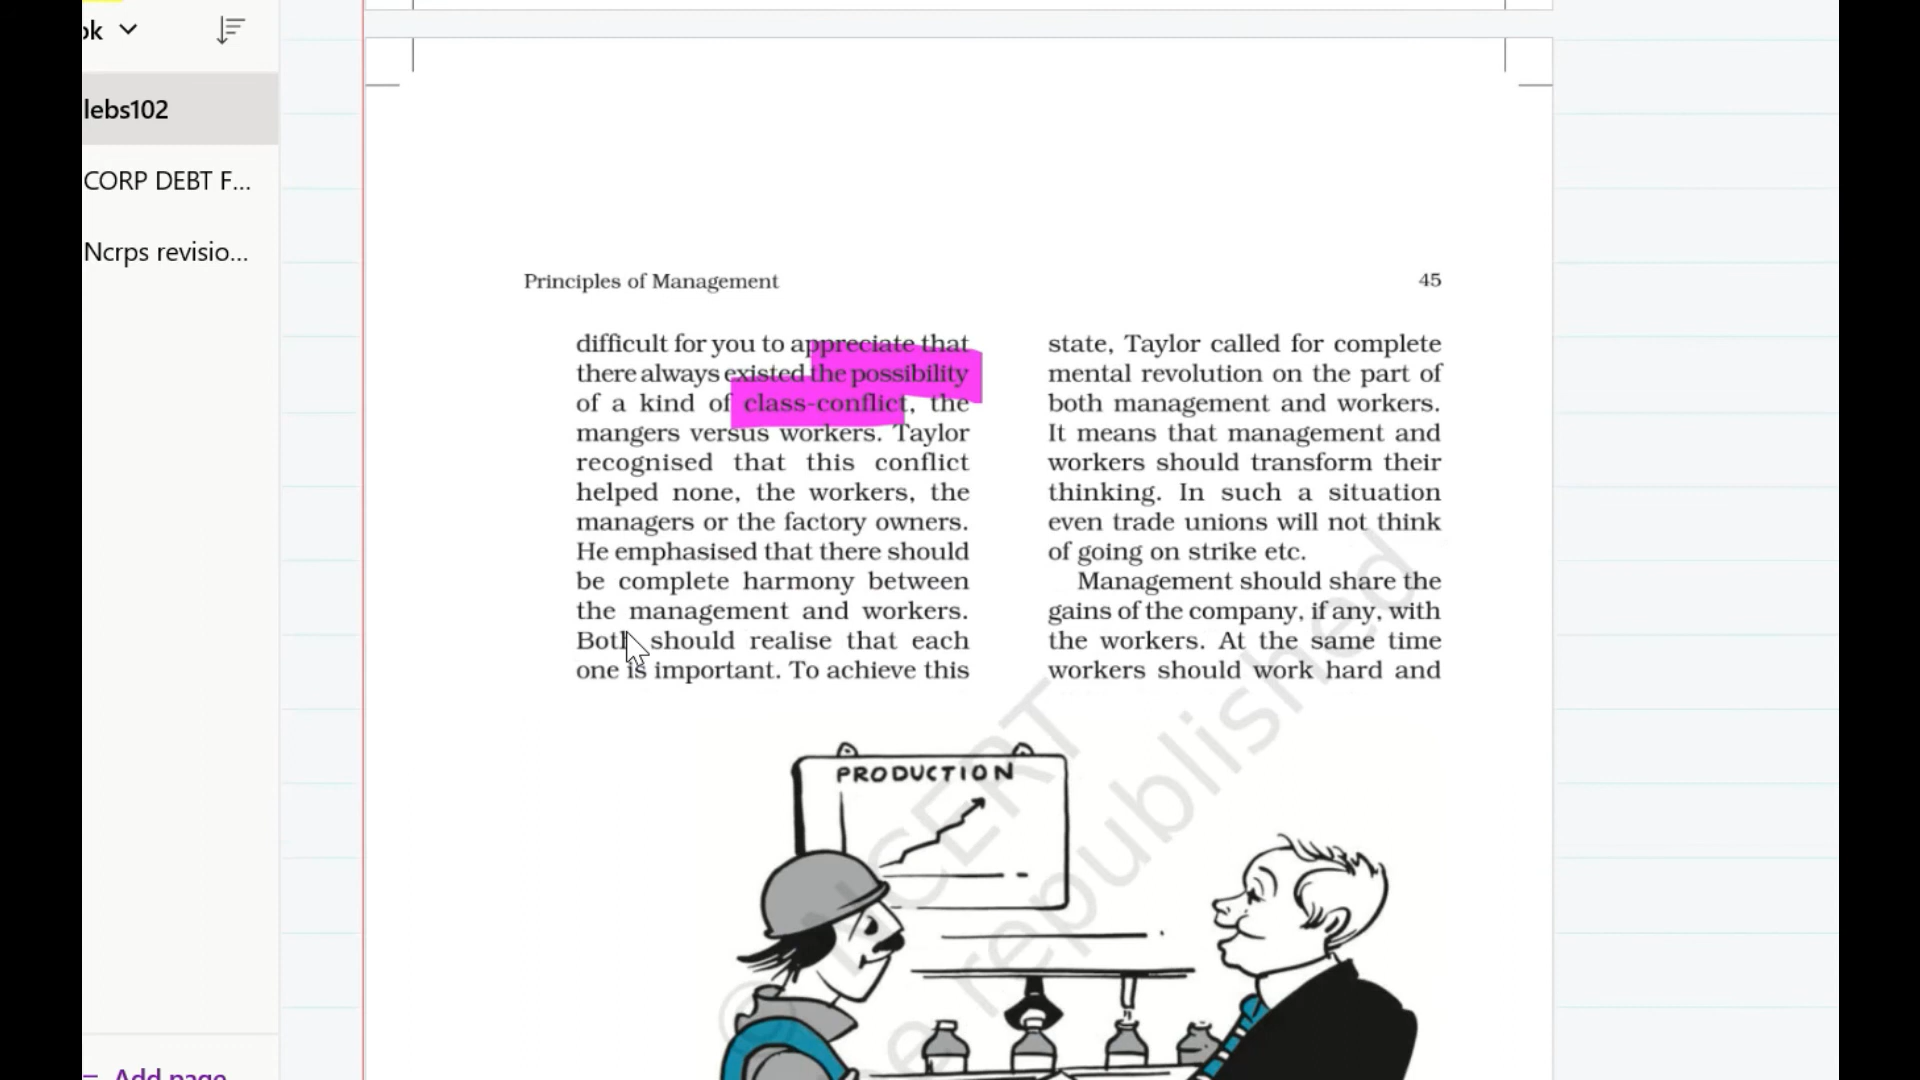 ok
lebs102
CORP DEBT F...
Ncrps revisio...
Add page
Principles of Management
45
difficult for you to appreciate that
there always existed the possibility
of a kind of class-conflict, the
mangers versus workers. Taylor
recognised that this conflict
helped none, the workers, the
managers or the factory owners.
He emphasised that there should
be complete harmony between
the management and workers.
Both should realise that each
one is important. To achieve this
state, Taylor called for complete
mental revolution on the part of
both management and workers.
It means that management and
workers should transform their
thinking. In such a situation
even trade unions will not think
of going on strike etc.
Management should share the
gains of the company, if any, with
the workers. At the same time
workers should work hard and
PRODUCTION
© NCERT
be republished